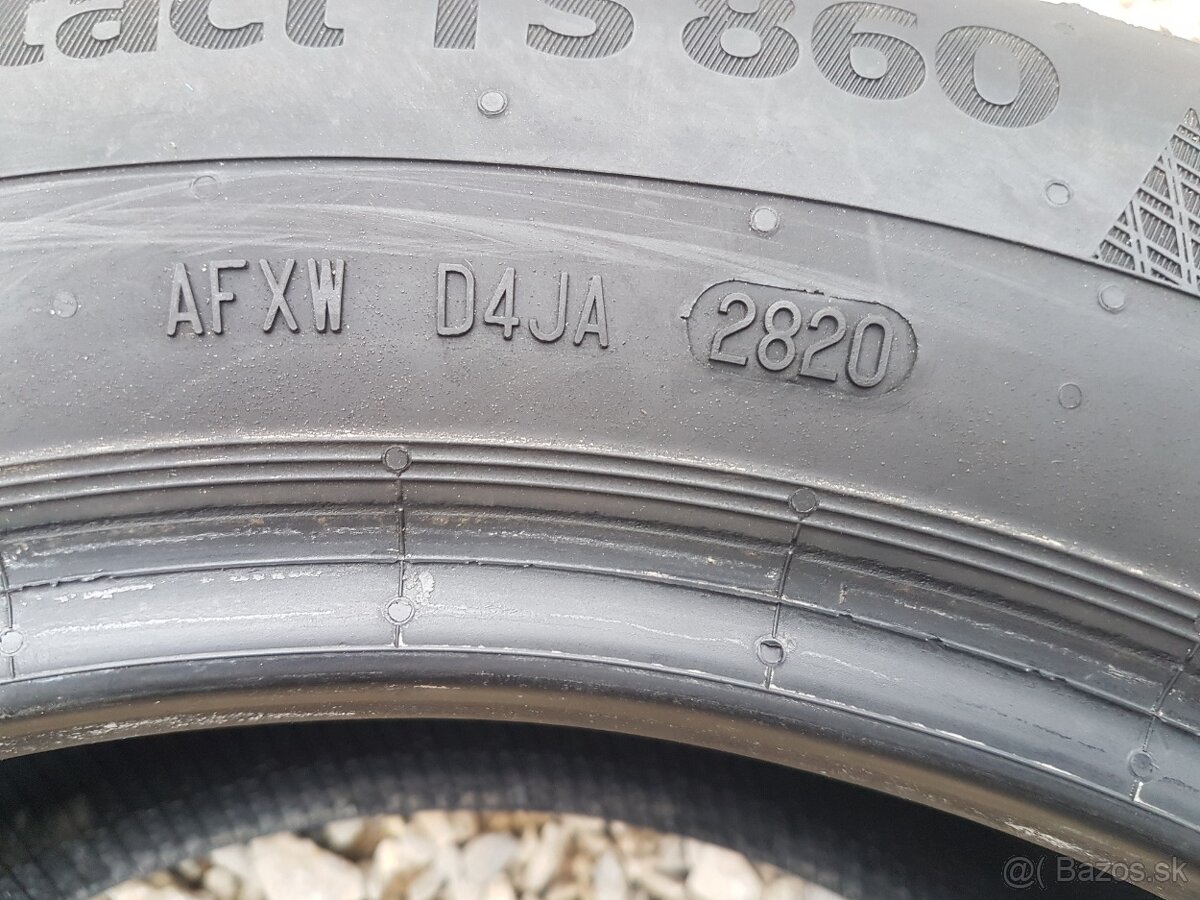 tact TS 860
AFXW D4JA 2820
@( Bazos.sk